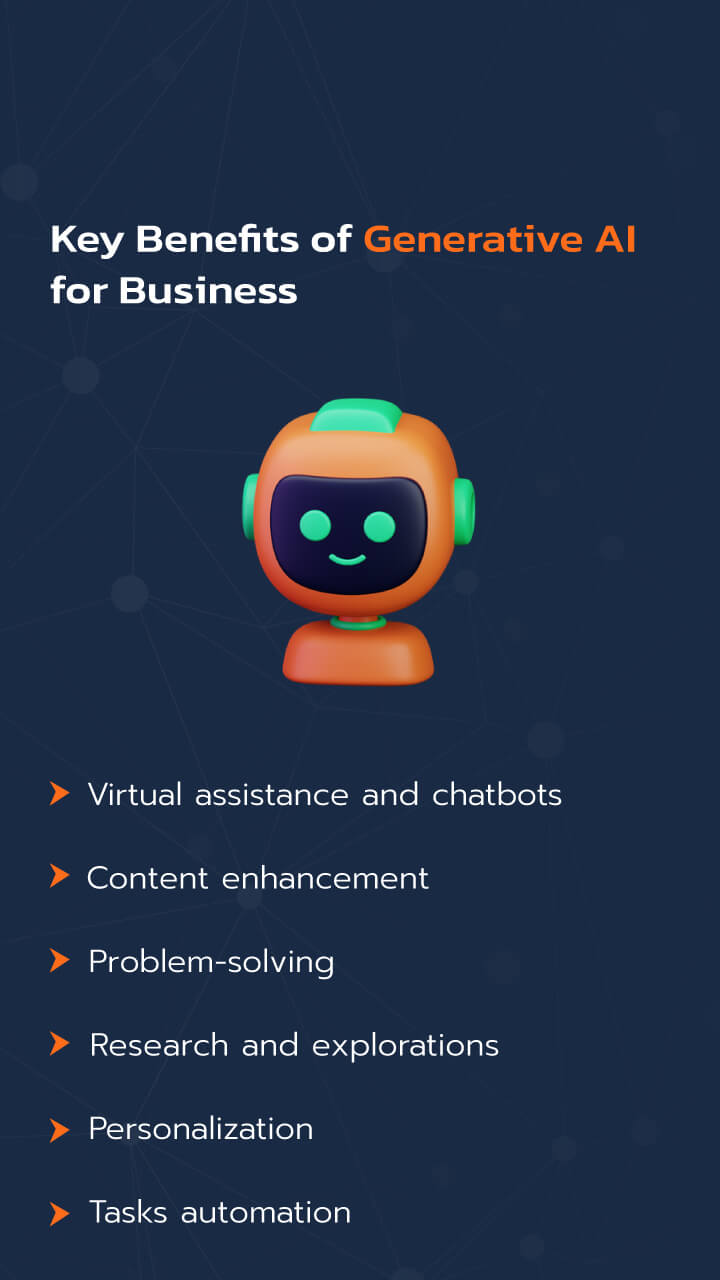 Key Benefits of Generative AI
for Business
Virtual assistance and chatbots
Content enhancement
Problem-solving
Research and explorations
Personalization
Tasks automation